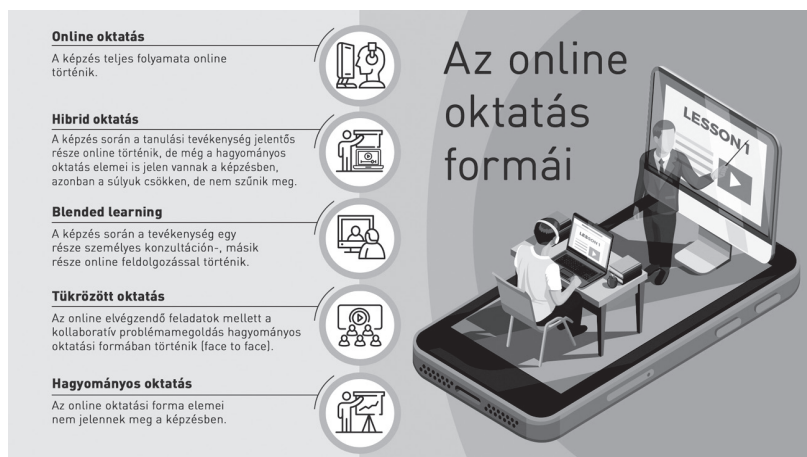 Online oktatás
A képzés teljes folyamata online
történik.
Hibrid oktatás
A képzés során a tanulási tevékenység jelentős
része online történik, de még a hagyományos
oktatás elemei is jelen vannak a képzésben,
azonban a súlyuk csökken, de nem szűnik meg.
Blended learning
A képzés során a tevékenység egy
része személyes konzultáción-, másik
része online feldolgozással történik.
Tükrözött oktatás
Az online elvégzendő feladatok mellett a
kollaboratív problémamegoldás hagyományos
oktatási formában történik (face to face).
Hagyományos oktatás
Az online oktatási forma elemei
nem jelennek meg a képzésben.
Az online
oktatás
formái
LESSON 1
LESSON 1